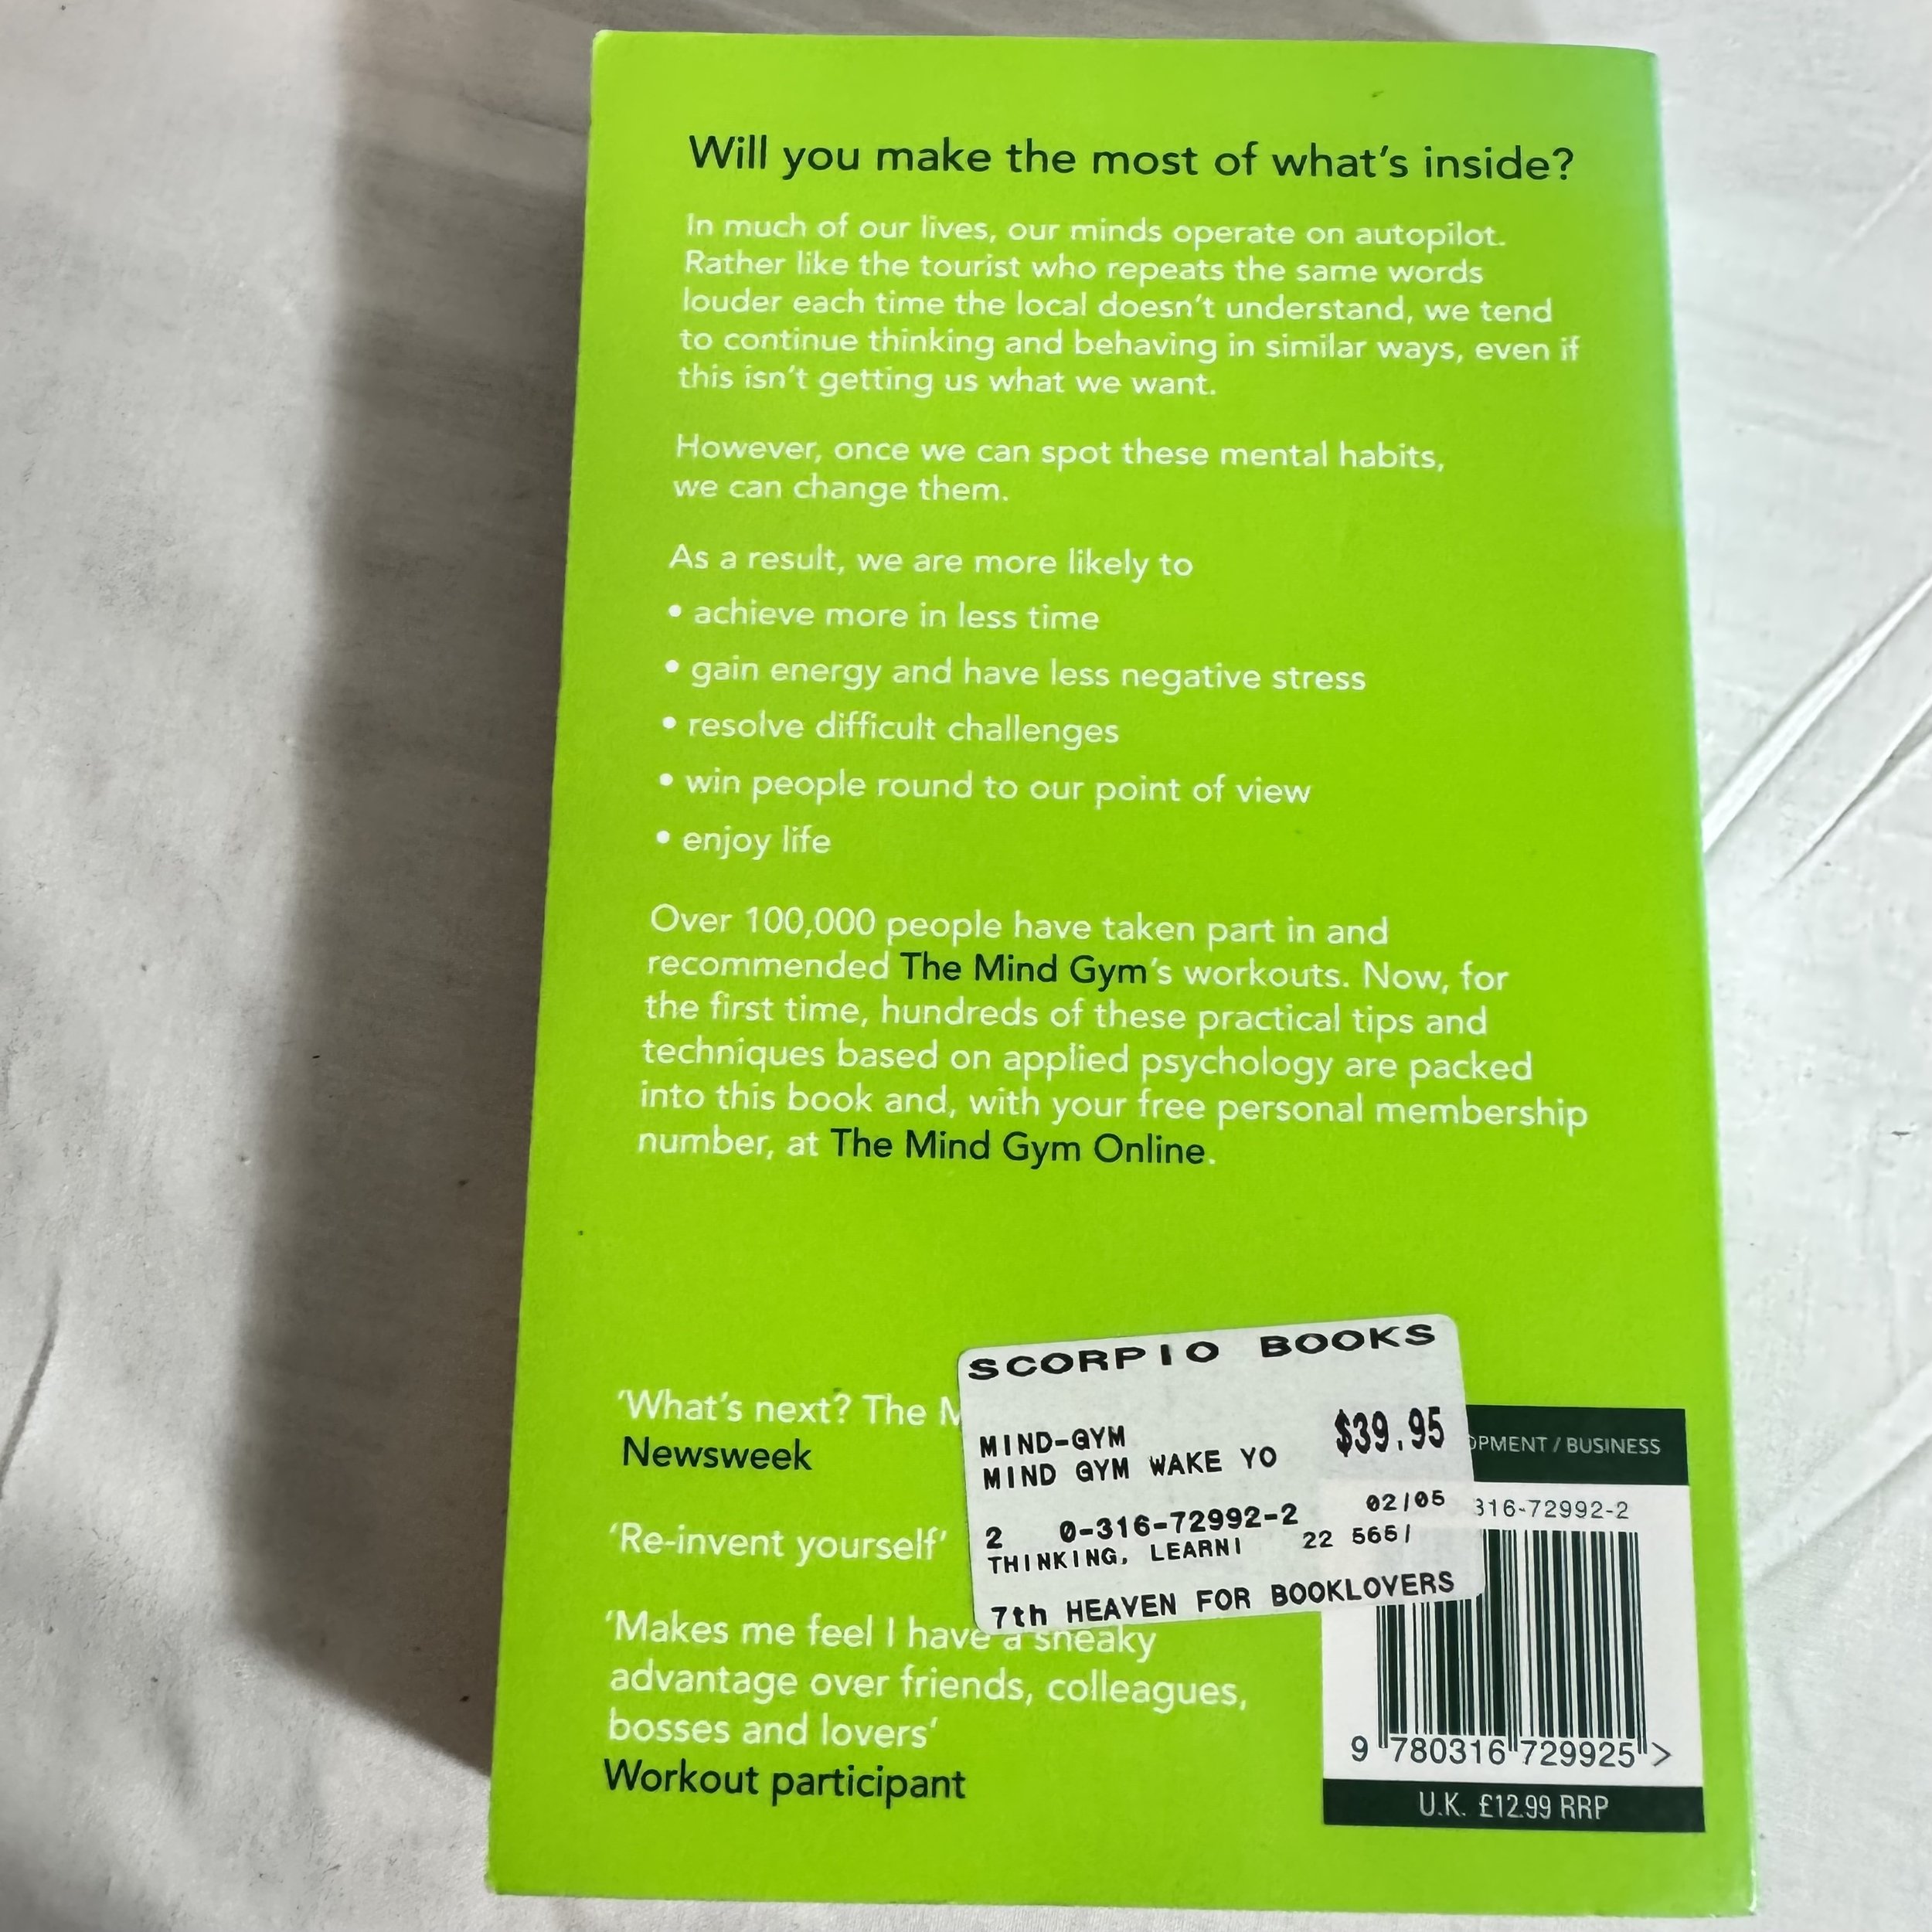 Will you make the most of what's inside?
In much of our lives, our minds operate on autopilot.
Rather like the tourist who repeats the same words
louder each time the local doesn't understand, we tend
to continue thinking and behaving in similar ways, even if
this isn't getting us what we want.
However, once we can spot these mental habits,
we can change them.
As a result, we are more likely to
• achieve more in less time
• gain energy and have less negative stress
• resolve difficult challenges
• win people round to our point of view
• enjoy life
Over 100,000 people have taken part in and
recommended The Mind Gym's workouts. Now, for
the first time, hundreds of these practical tips and
techniques based on applied psychology are packed
into this book and, with your free personal membership
number, at The Mind Gym Online.
'What's next? The
Newsweek
'Re-invent yourself'
'Makes me feel I have a sneaky
advantage over friends, colleagues,
bosses and lovers'
Workout participant
SCORPIO BOOKS
MIND-GYM $39.95
MIND GYM WAKE YO
2 0-316-72992-2 02/05
THINKING, LEARNI 22 565/
7th HEAVEN FOR BOOKLOVERS
OPMENT / BUSINESS
316-72992-2
9 780316 729925 >
U.K. £12.99 RRP